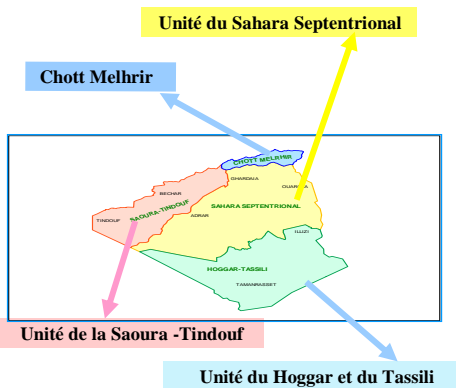 Unité du Sahara Septentrional
Chott Melhrir
CHOTT MELRHIR
GHARDAIA
OUARGLA
BECHAR
SAOURA-TINDOUF
TINDOUF
ADRAR
SAHARA SEPTENTRIONAL
ILLIZI
HOGGAR-TASSILI
TAMANRASSET
Unité de la Saoura -Tindouf
Unité du Hoggar et du Tassili